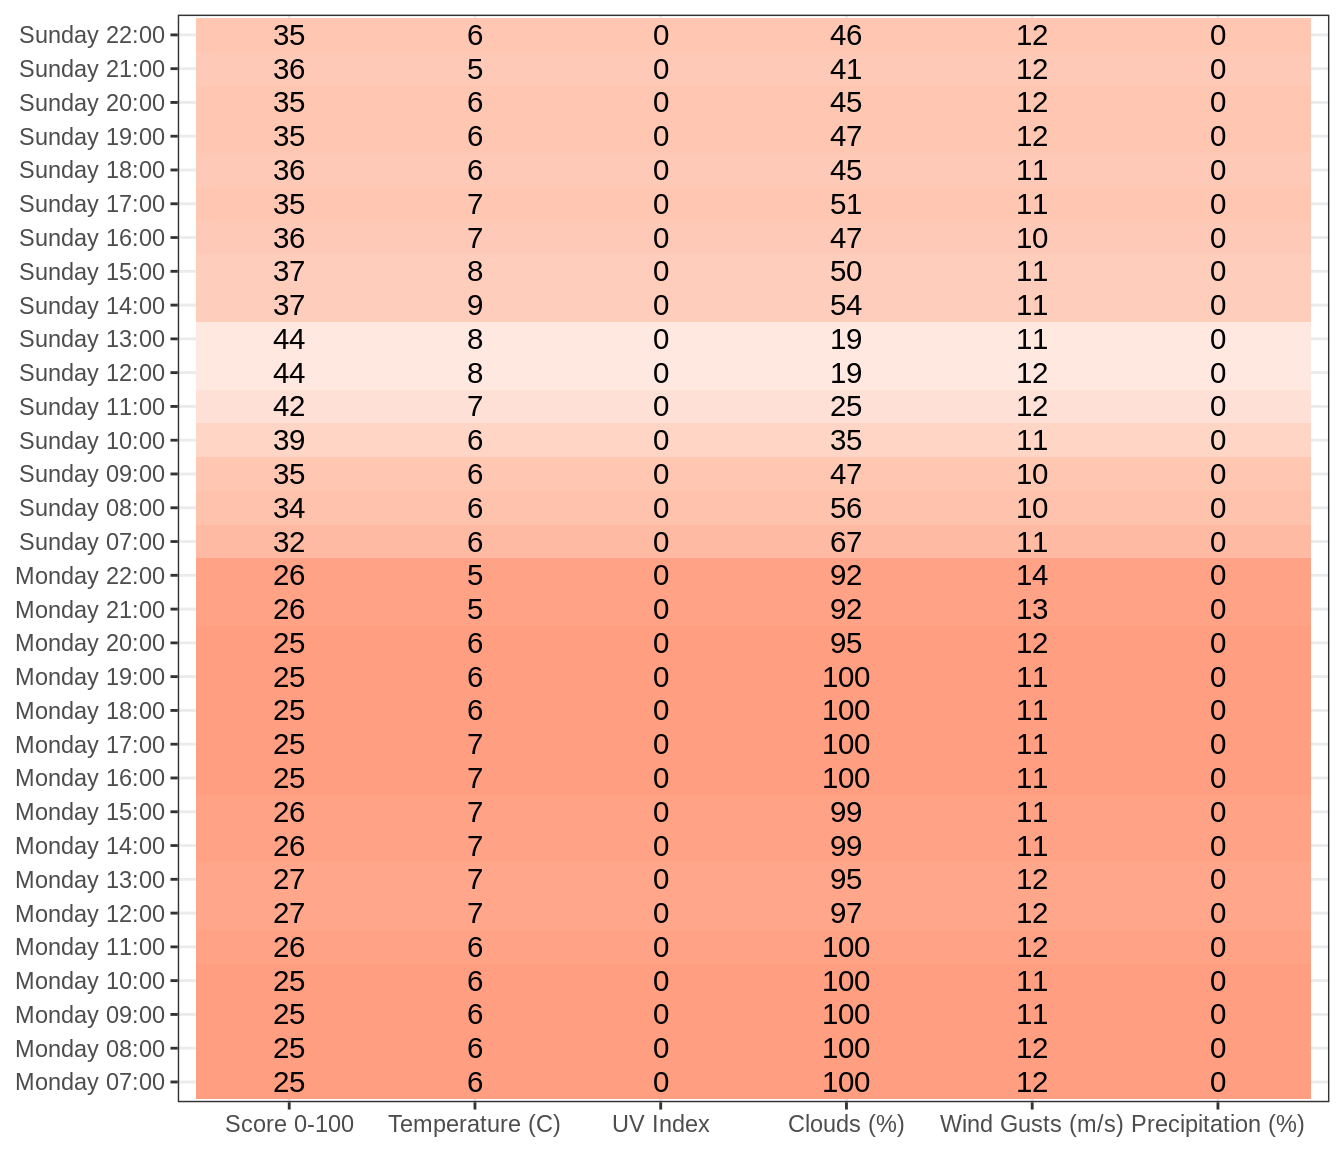 Sunday 22:00 35 6 0 46 12 0
Sunday 21:00 36 5 0 41 12 0
Sunday 20:00 35 6 0 45 12 0
Sunday 19:00 35 6 0 47 12 0
Sunday 18:00 36 6 0 45 11 0
Sunday 17:00 35 7 0 51 11 0
Sunday 16:00 36 7 0 47 10 0
Sunday 15:00 37 8 0 50 11 0
Sunday 14:00 37 9 0 54 11 0
Sunday 13:00 44 8 0 19 11 0
Sunday 12:00 44 8 0 19 12 0
Sunday 11:00 42 7 0 25 12 0
Sunday 10:00 39 6 0 35 11 0
Sunday 09:00 35 6 0 47 10 0
Sunday 08:00 34 6 0 56 10 0
Sunday 07:00 32 6 0 67 11 0
Monday 22:00 26 5 0 92 14 0
Monday 21:00 26 5 0 92 13 0
Monday 20:00 25 6 0 95 12 0
Monday 19:00 25 6 0 100 11 0
Monday 18:00 25 6 0 100 11 0
Monday 17:00 25 7 0 100 11 0
Monday 16:00 25 7 0 100 11 0
Monday 15:00 26 7 0 99 11 0
Monday 14:00 26 7 0 99 11 0
Monday 13:00 27 7 0 95 12 0
Monday 12:00 27 7 0 97 12 0
Monday 11:00 26 6 0 100 12 0
Monday 10:00 25 6 0 100 11 0
Monday 09:00 25 6 0 100 11 0
Monday 08:00 25 6 0 100 12 0
Monday 07:00 25 6 0 100 12 0
Score 0-100 Temperature (C) UV Index Clouds (%) Wind Gusts (m/s) Precipitation (%)